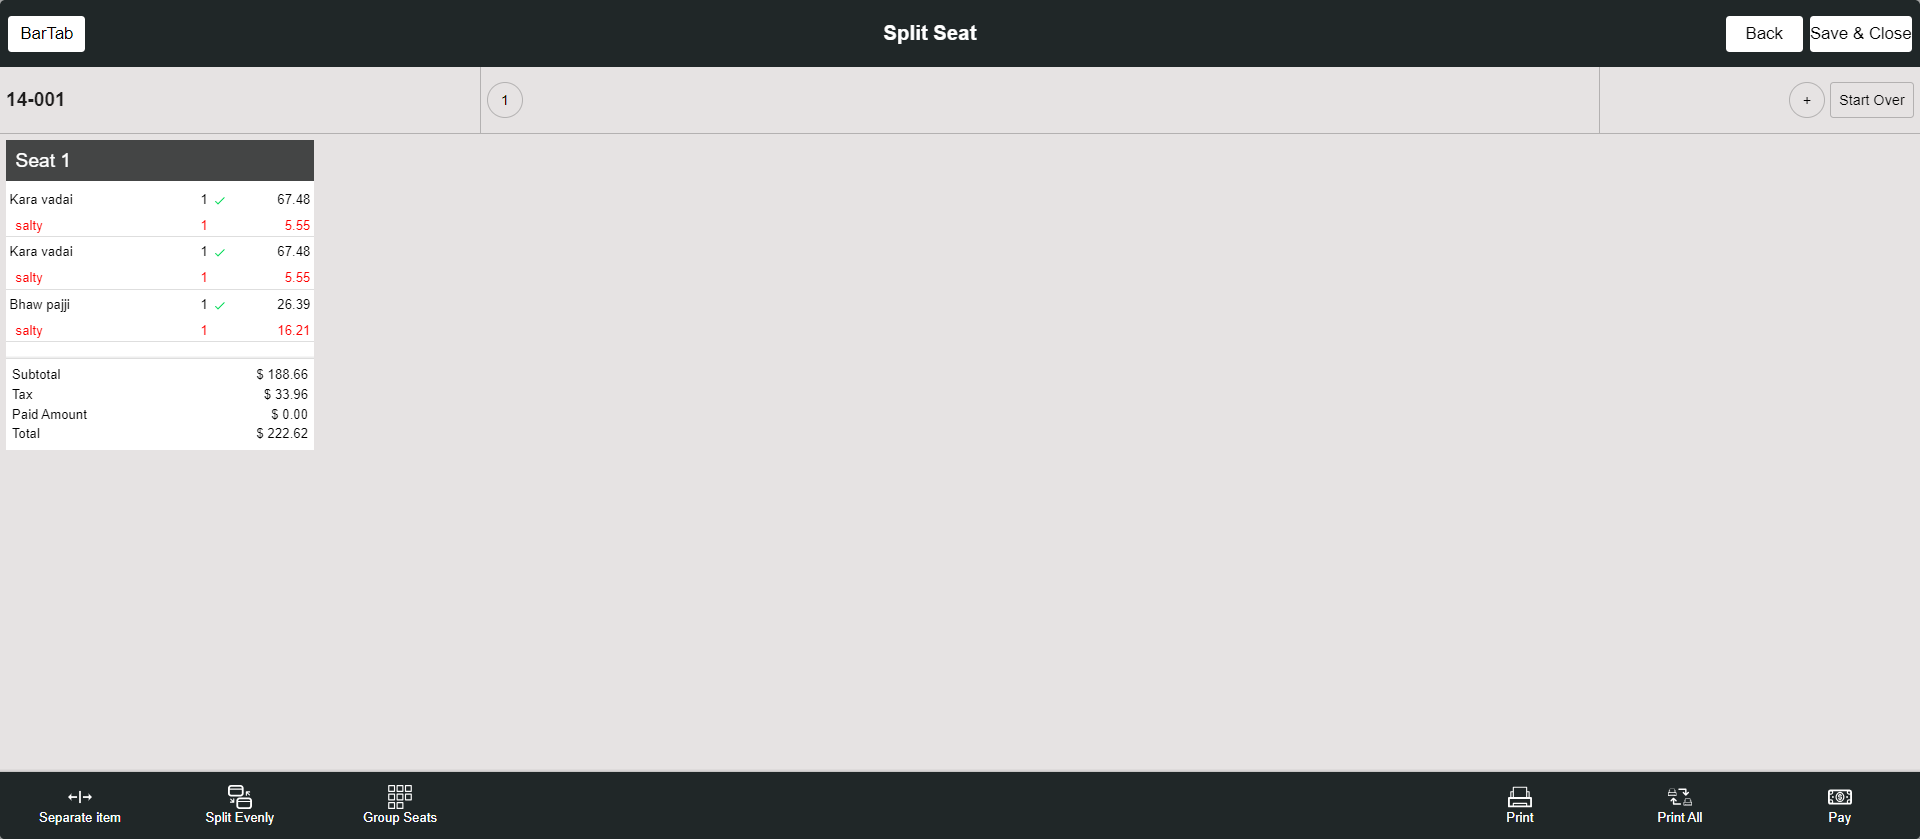 BarTab
Split Seat
Back
Save & Close
14-001
1
+
Start Over
Seat 1
Kara vadai 1 67.48
salty 1 5.55
Kara vadai 1 67.48
salty 1 5.55
Bhaw pajji 1 26.39
salty 1 16.21
Subtotal $ 188.66
Tax $ 33.96
Paid Amount $ 0.00
Total $ 222.62
Separate item
Split Evenly
Group Seats
Print
Print All
Pay